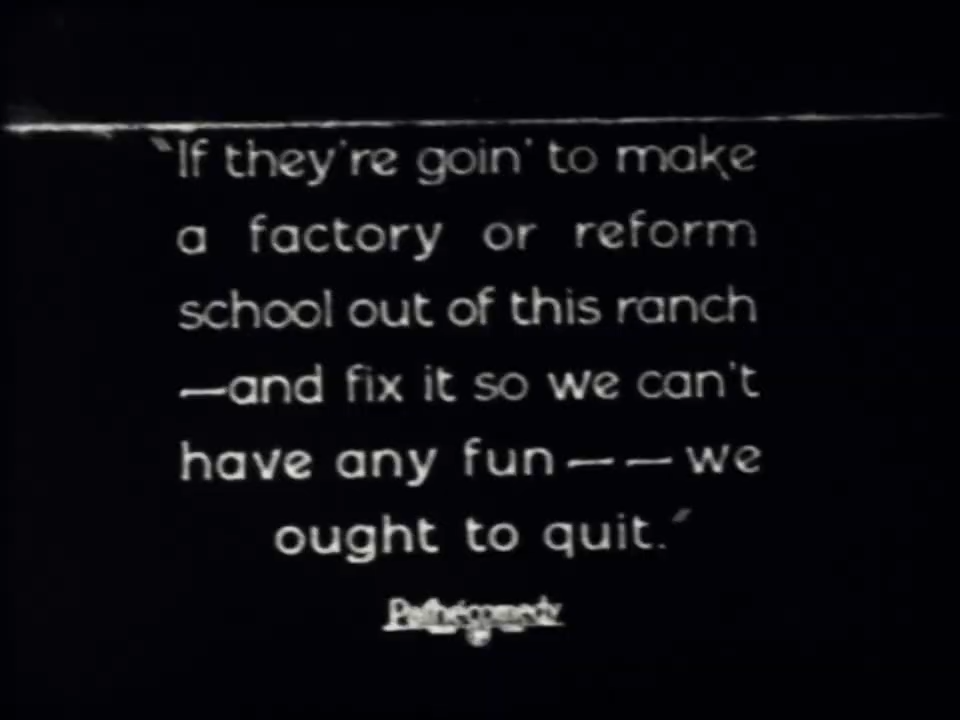 "If they're goin' to make
a factory or reform
school out of this ranch
—and fix it so we can't
have any fun — — we
ought to quit."
Pathécomedy